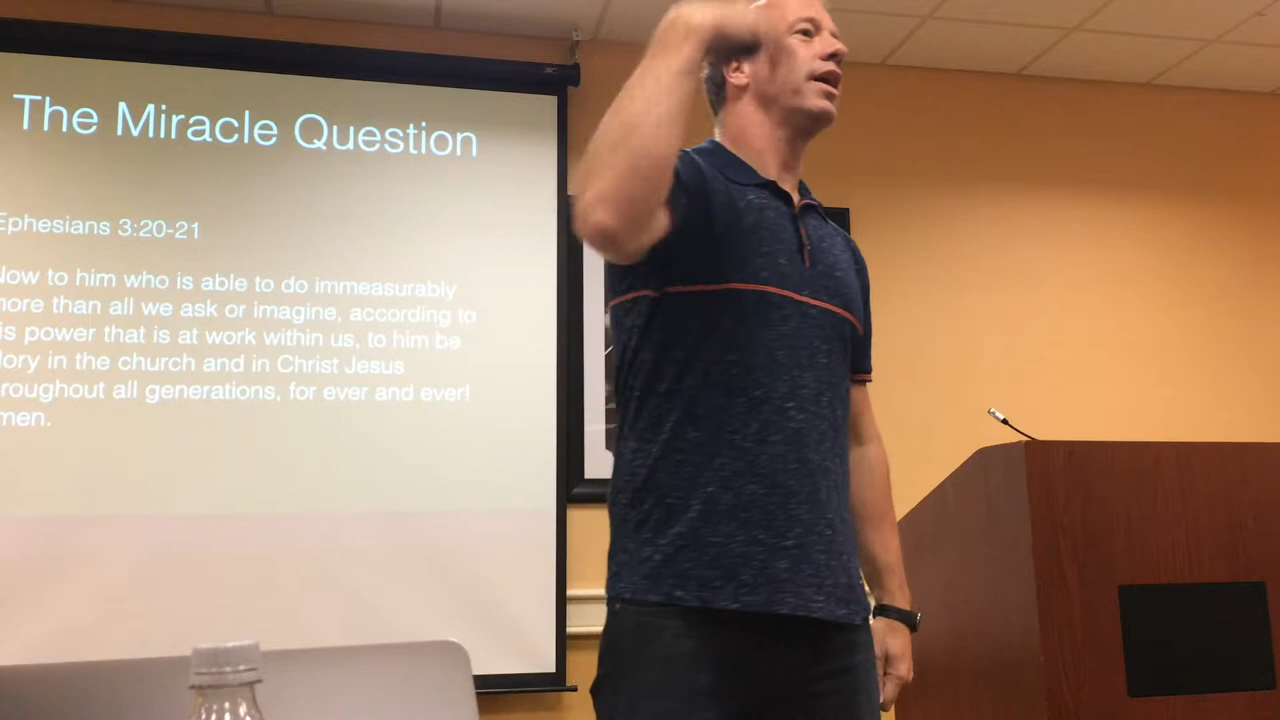 The Miracle Question
Ephesians 3:20-21
Now to him who is able to do immeasurably
more than all we ask or imagine, according to
is power that is at work within us, to him be
lory in the church and in Christ Jesus
roughout all generations, for ever and ever!
men.